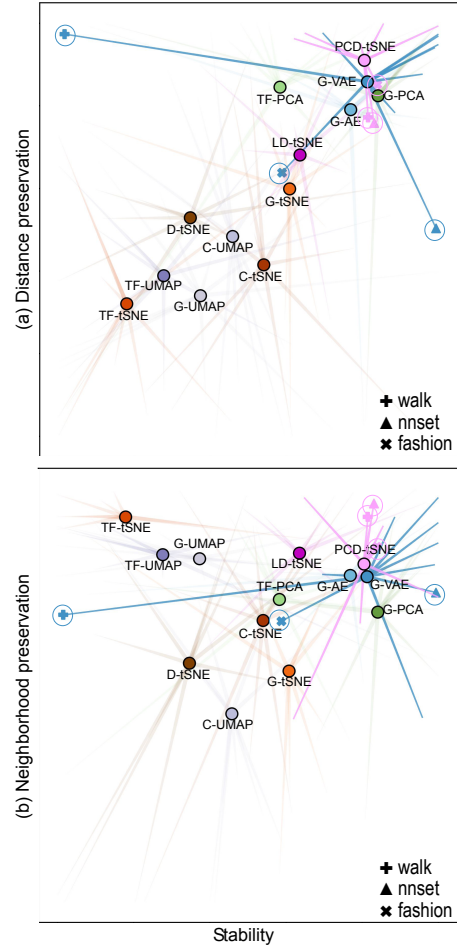 (a) Distance preservation
PCD-tSNE
G-VAE
TF-PCA
G-PCA
G-AE
LD-tSNE
G-tSNE
D-tSNE
C-UMAP
C-tSNE
TF-UMAP
G-UMAP
TF-tSNE
walk
nnset
fashion
(b) Neighborhood preservation
TF-tSNE
G-UMAP
TF-UMAP
LD-tSNE
PCD-tSNE
G-AE
G-VAE
TF-PCA
G-PCA
C-tSNE
D-tSNE
G-tSNE
C-UMAP
walk
nnset
fashion
Stability